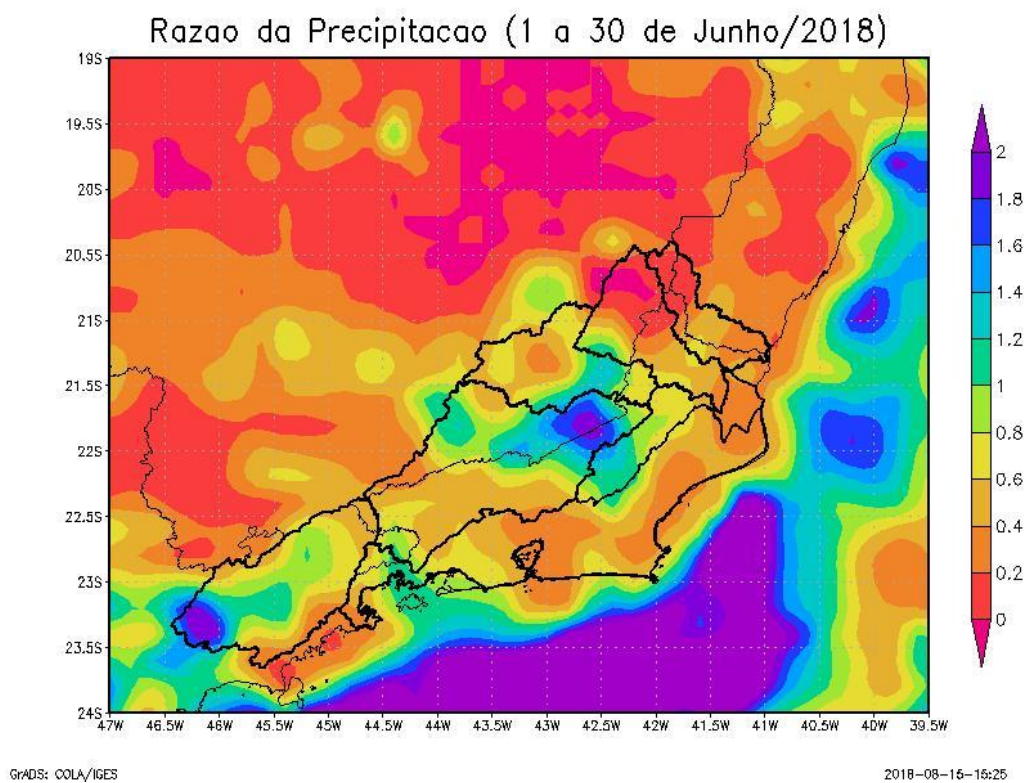 Razao da Precipitacao (1 a 30 de Junho/2018)
19S
19.5S
20S
20.5S
21S
21.5S
22S
22.5S
23S
23.5S
24S
47W 46.5W 46W 45.5W 45W 44.5W 44W 43.5W 43W 42.5W 42W 41.5W 41W 40.5W 40W 39.5W
2
1.8
1.6
1.4
1.2
1
0.8
0.6
0.4
0.2
0
GrADS: COLA/IGES 2018-08-15-15:25